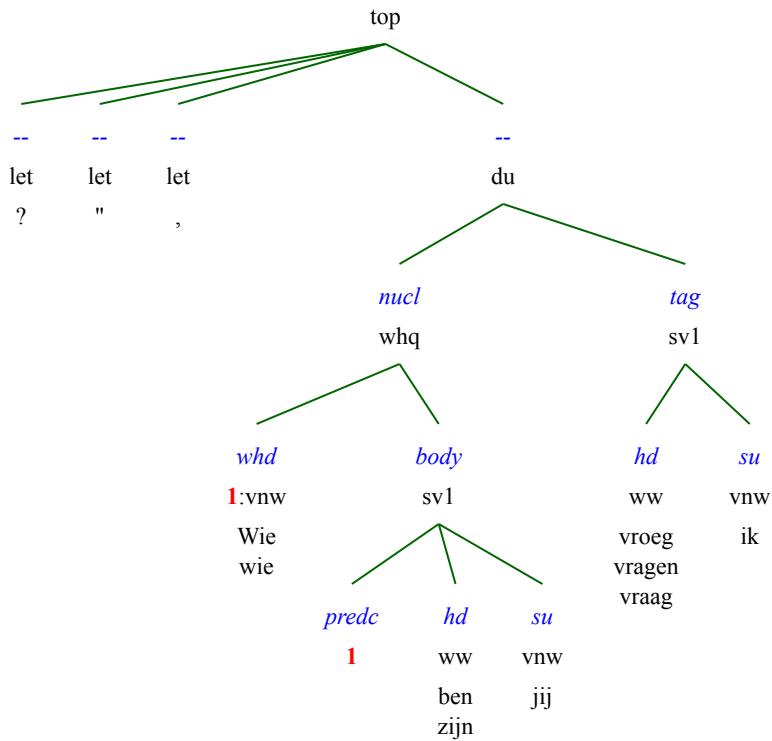 top
-- -- -- --
let let let du
? " ,
nucl tag
whq sv1
whd body hd su
1:vnw sv1 ww vnw
Wie vroeg ik
wie vragen
vraag
predc hd su
1 ww vnw
ben jij
zijn